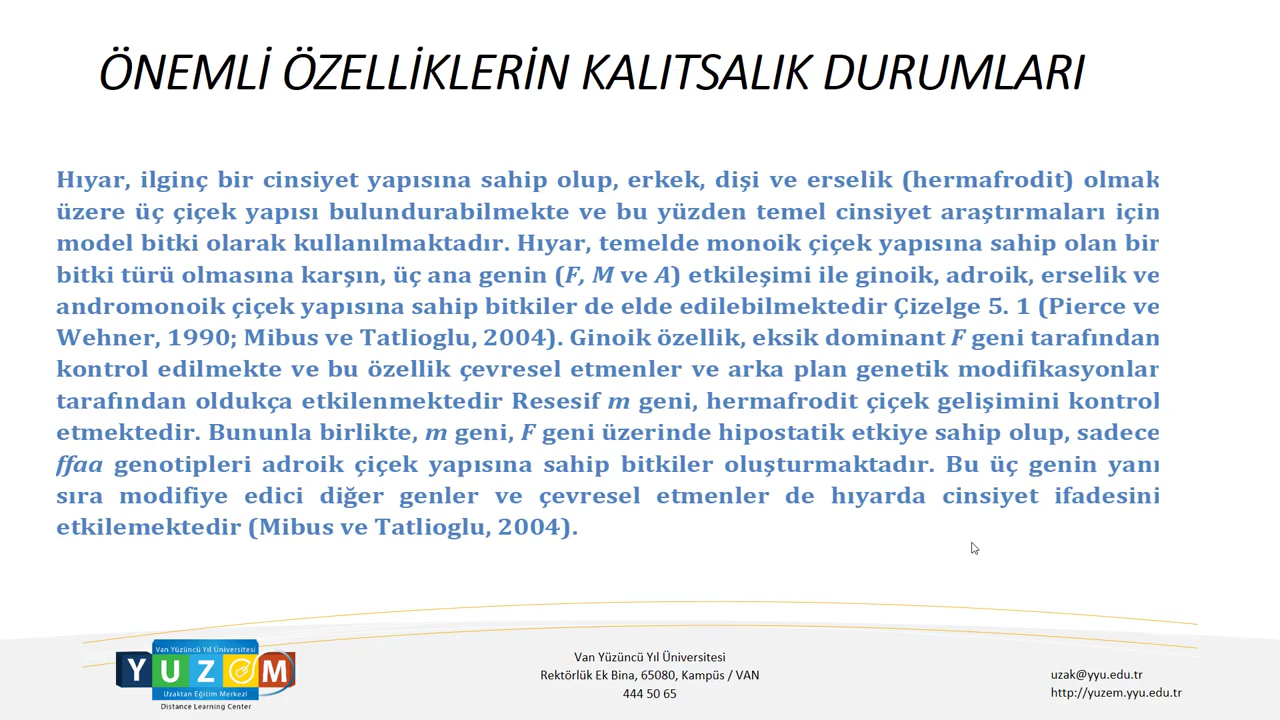 ÖNEMLİ ÖZELLİKLERİN KALITSALIK DURUMLARI
Hıyar, ilginç bir cinsiyet yapısına sahip olup, erkek, dişi ve erselik (hermafrodit) olmak
üzere üç çiçek yapısı bulundurabilmekte ve bu yüzden temel cinsiyet araştırmaları için
model bitki olarak kullanılmaktadır. Hıyar, temelde monoik çiçek yapısına sahip olan bir
bitki türü olmasına karşın, üç ana genin (F, M ve A) etkileşimi ile ginoik, adroik, erselik ve
andromonoik çiçek yapısına sahip bitkiler de elde edilebilmektedir Çizelge 5. 1 (Pierce ve
Wehner, 1990; Mibus ve Tatlioglu, 2004). Ginoik özellik, eksik dominant F geni tarafından
kontrol edilmekte ve bu özellik çevresel etmenler ve arka plan genetik modifikasyonlar
tarafından oldukça etkilenmektedir Resesif m geni, hermafrodit çiçek gelişimini kontrol
etmektedir. Bununla birlikte, m geni, F geni üzerinde hipostatik etkiye sahip olup, sadece
ffaa genotipleri adroik çiçek yapısına sahip bitkiler oluşturmaktadır. Bu üç genin yanı
sıra modifiye edici diğer genler ve çevresel etmenler de hıyarda cinsiyet ifadesini
etkilemektedir (Mibus ve Tatlioglu, 2004).
Van Yüzüncü Yıl Üniversitesi
YUZEM
Uzaktan Eğitim Merkezi
Distance Learning Center
Van Yüzüncü Yıl Üniversitesi
Rektörlük Ek Bina, 65080, Kampüs / VAN
444 50 65
uzak@yyu.edu.tr
http://yuzem.yyu.edu.tr